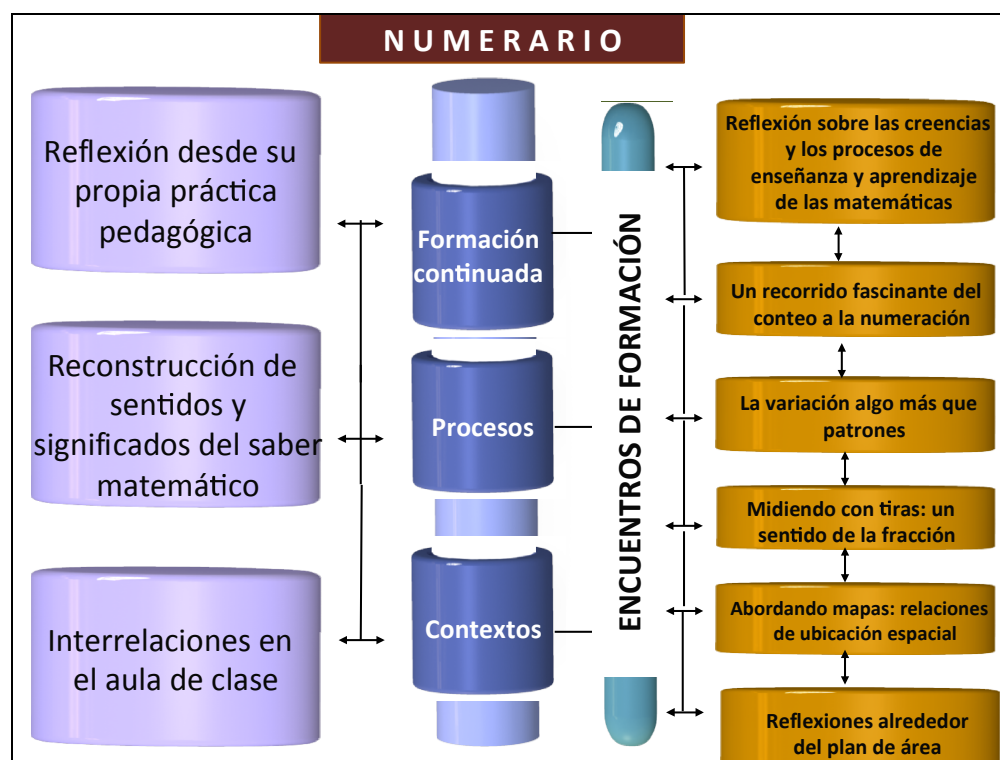 NUMERARIO
Reflexión desde su
propia práctica
pedagógica
Reconstrucción de
sentidos y
significados del saber
matemático
Interrelaciones en
el aula de clase
Formación
continuada
Procesos
Contextos
ENCUENTROS DE FORMACIÓN
Reflexión sobre las creencias
y los procesos de
enseñanza y aprendizaje
de las matemáticas
Un recorrido fascinante del
conteo a la numeración
La variación algo más que
patrones
Midiendo con tiras: un
sentido de la fracción
Abordando mapas: relaciones
de ubicación espacial
Reflexiones alrededor
del plan de área